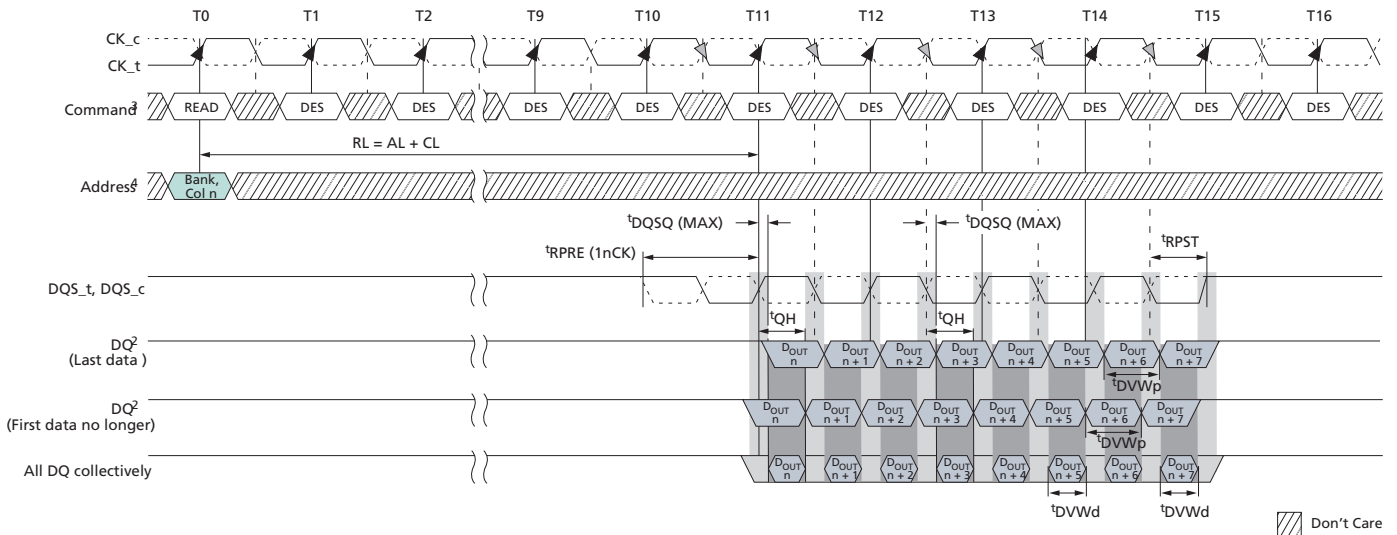 T0 T1 T2 T9 T10 T11 T12 T13 T14 T15 T16
CK_c
CK_t
Command3 READ DES DES DES DES DES DES DES DES DES DES
RL = AL + CL
Address4 Bank, Col n
tDQSQ (MAX) tDQSQ (MAX)
tRPRE (1nCK) tRPST
DQS_t, DQS_c
tQH tQH
DQ2
(Last data )
DOUT n DOUT n + 1 DOUT n + 2 DOUT n + 3 DOUT n + 4 DOUT n + 5 DOUT n + 6 DOUT n + 7
tDVWp
DQ2
(First data no longer)
DOUT n DOUT n + 1 DOUT n + 2 DOUT n + 3 DOUT n + 4 DOUT n + 5 DOUT n + 6 DOUT n + 7
tDVWp
All DQ collectively
DOUT n DOUT n + 1 DOUT n + 2 DOUT n + 3 DOUT n + 4 DOUT n + 5 DOUT n + 6 DOUT n + 7
tDVWd tDVWd
Don't Care